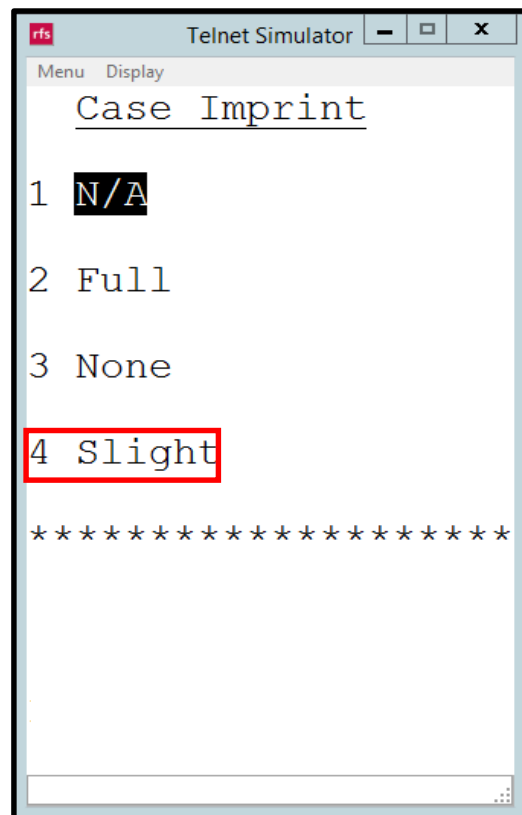 rfs Telnet Simulator
Menu Display
Case Imprint
1 N/A
2 Full
3 None
4 Slight
********************